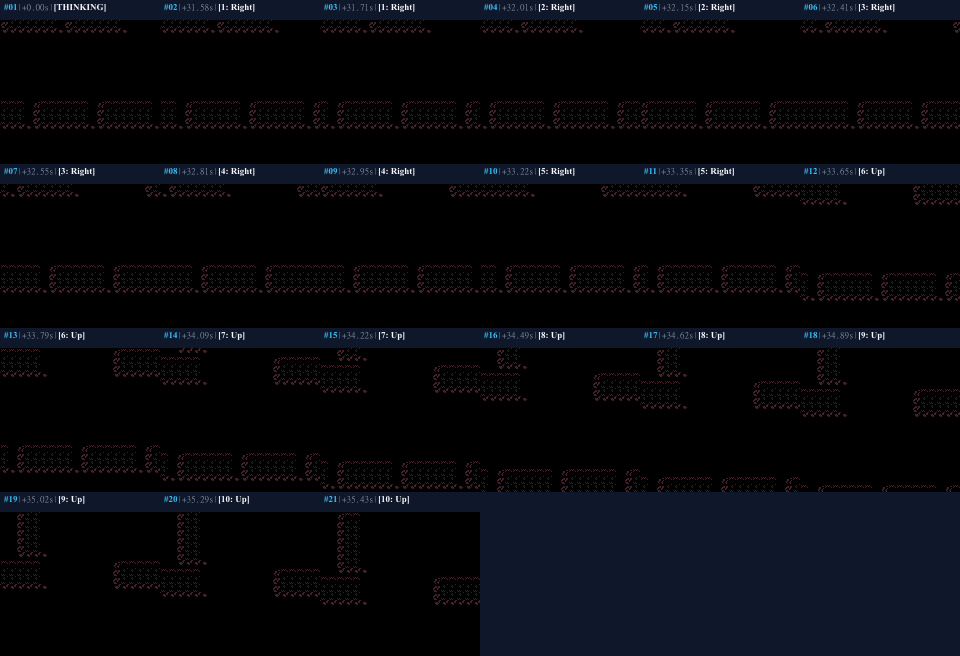 #01|+0.00s|[THINKING] #02|+31.58s|[1: Right] #03|+31.71s|[1: Right] #04|+32.01s|[2: Right] #05|+32.15s|[2: Right] #06|+32.41s|[3: Right]
#07|+32.55s|[3: Right] #08|+32.81s|[4: Right] #09|+32.95s|[4: Right] #10|+33.22s|[5: Right] #11|+33.35s|[5: Right] #12|+33.65s|[6: Up]
#13|+33.79s|[6: Up] #14|+34.09s|[7: Up] #15|+34.22s|[7: Up] #16|+34.49s|[8: Up] #17|+34.62s|[8: Up] #18|+34.89s|[9: Up]
#19|+35.02s|[9: Up] #20|+35.29s|[10: Up] #21|+35.43s|[10: Up]